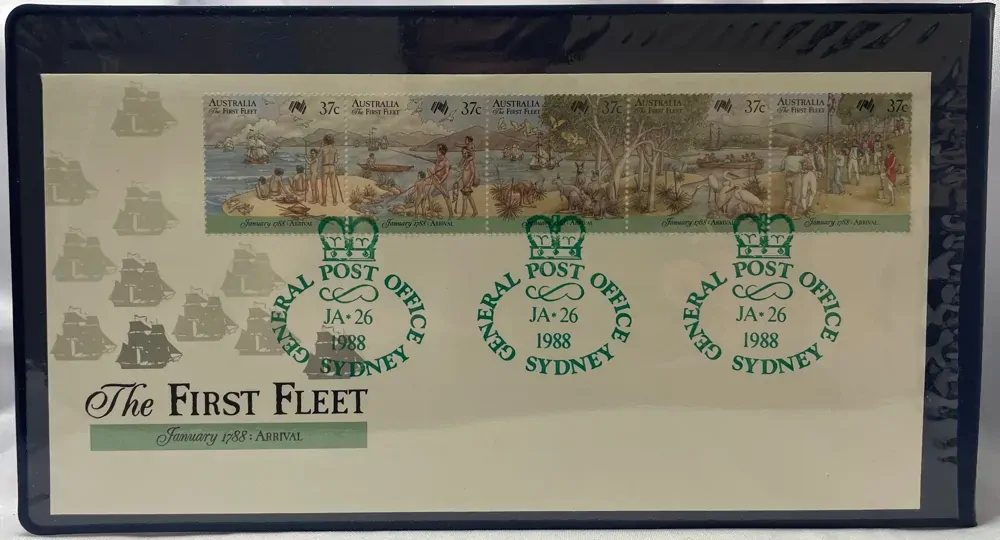 AUSTRALIA
The FIRST FLEET
37c
AUSTRALIA
The FIRST FLEET
37c
AUSTRALIA
The FIRST FLEET
37c
AUSTRALIA
The FIRST FLEET
37c
AUSTRALIA
The FIRST FLEET
37c
January 1788: ARRIVAL
January 1788: ARRIVAL
January 1788: ARRIVAL
January 1788: ARRIVAL
GENERAL POST OFFICE
JA • 26
1988
SYDNEY
GENERAL POST OFFICE
JA • 26
1988
SYDNEY
GENERAL POST OFFICE
JA • 26
1988
SYDNEY
The FIRST FLEET
January 1788: ARRIVAL